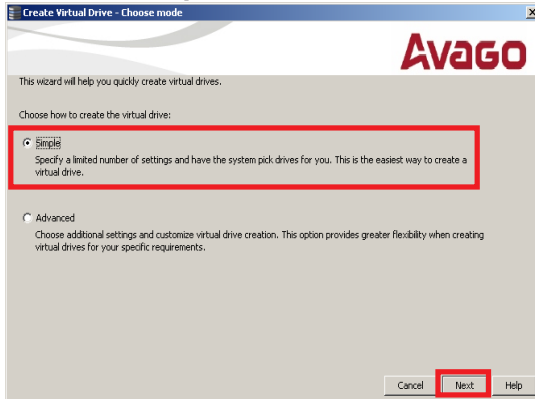 Create Virtual Drive - Choose mode
Avago
This wizard will help you quickly create virtual drives.
Choose how to create the virtual drive:
Simple
Specify a limited number of settings and have the system pick drives for you. This is the easiest way to create a
virtual drive.
Advanced
Choose additional settings and customize virtual drive creation. This option provides greater flexibility when creating
virtual drives for your specific requirements.
Cancel Next Help